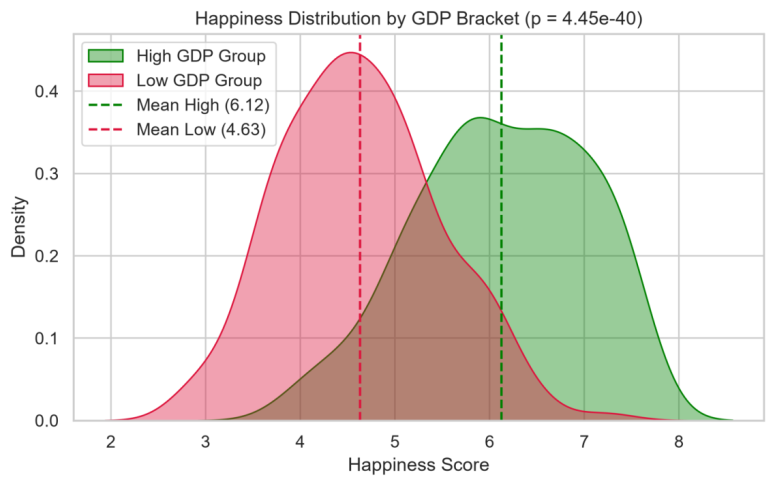 Happiness Distribution by GDP Bracket (p = 4.45e-40)
High GDP Group
Low GDP Group
Mean High (6.12)
Mean Low (4.63)
Density
0.4
0.3
0.2
0.1
0.0
2 3 4 5 6 7 8
Happiness Score